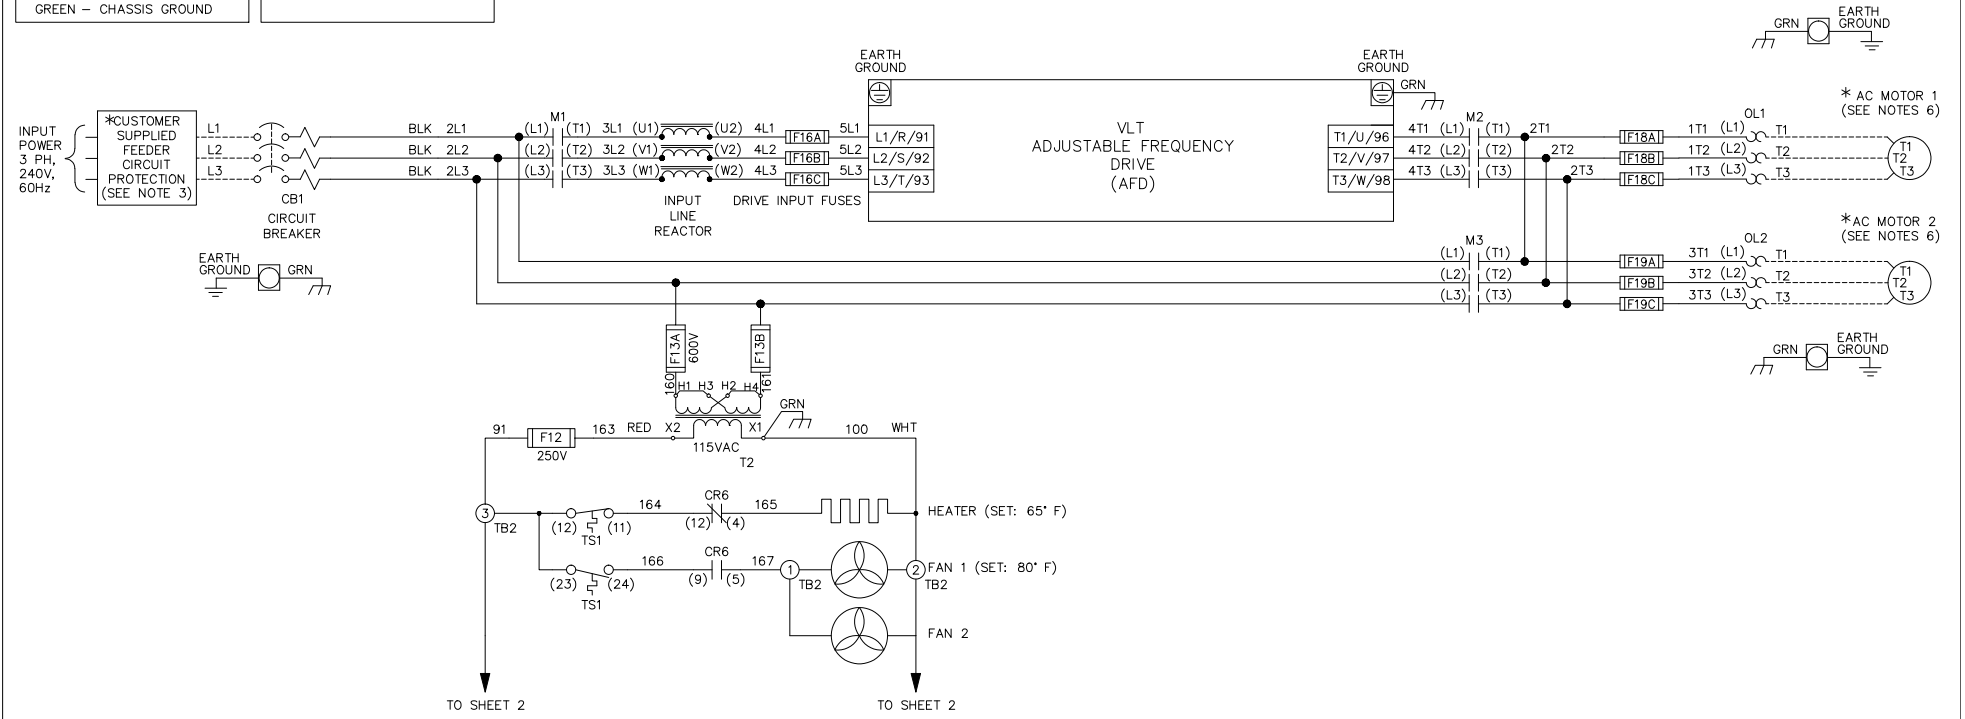 GREEN – CHASSIS GROUND
GRN
EARTH
GROUND
EARTH
GROUND
EARTH
GROUND
GRN
INPUT
POWER
3 PH,
240V,
60Hz
*CUSTOMER
SUPPLIED
FEEDER
CIRCUIT
PROTECTION
(SEE NOTE 3)
L1
L2
L3
CB1
CIRCUIT
BREAKER
BLK 2L1
BLK 2L2
BLK 2L3
M1
(L1) (T1) 3L1 (U1) (U2) 4L1 F16A 5L1
(L2) (T2) 3L2 (V1) (V2) 4L2 F16B 5L2
(L3) (T3) 3L3 (W1) (W2) 4L3 F16C 5L3
INPUT
LINE
REACTOR
DRIVE INPUT FUSES
L1/R/91
L2/S/92
L3/T/93
VLT
ADJUSTABLE FREQUENCY
DRIVE
(AFD)
T1/U/96
T2/V/97
T3/W/98
M2
4T1 (L1) (T1) 2T1 F18A 1T1 (L1) T1
4T2 (L2) (T2) 2T2 F18B 1T2 (L2) T2
4T3 (L3) (T3) 2T3 F18C 1T3 (L3) T3
OL1
* AC MOTOR 1
(SEE NOTES 6)
T1
T2
T3
EARTH
GROUND
GRN
M3
(L1) (T1) F19A 3T1 (L1) T1
(L2) (T2) F19B 3T2 (L2) T2
(L3) (T3) F19C 3T3 (L3) T3
OL2
*AC MOTOR 2
(SEE NOTES 6)
T1
T2
T3
GRN
EARTH
GROUND
F13A
600V
F13B
160
161
H1 H3 H2 H4
GRN
91 F12 163 RED X2 X1 100 WHT
250V
115VAC
T2
3
TB2
(12) (11)
TS1
164
CR6
(12) (4)
165
HEATER (SET: 65° F)
(23) (24)
TS1
166
CR6
(9) (5)
167
1
TB2
2
TB2
FAN 1 (SET: 80° F)
FAN 2
TO SHEET 2
TO SHEET 2